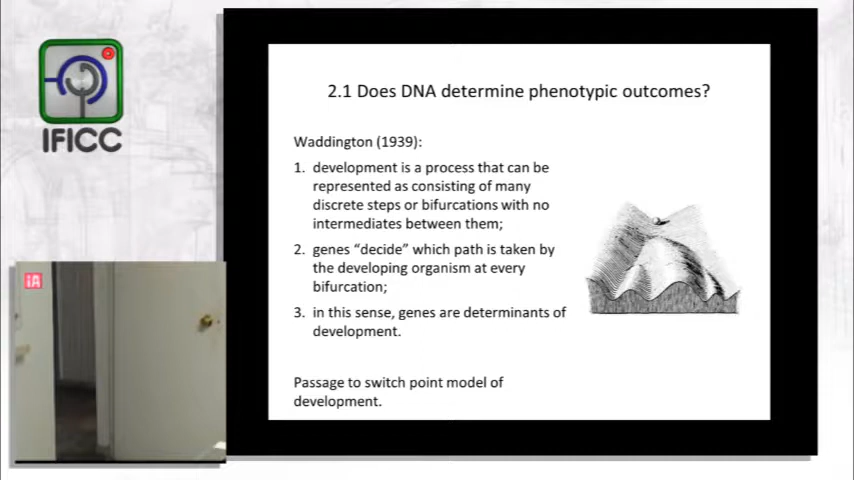 IFICC
iA
2.1 Does DNA determine phenotypic outcomes?
Waddington (1939):
1. development is a process that can be
represented as consisting of many
discrete steps or bifurcations with no
intermediates between them;
2. genes “decide” which path is taken by
the developing organism at every
bifurcation;
3. in this sense, genes are determinants of
development.
Passage to switch point model of
development.